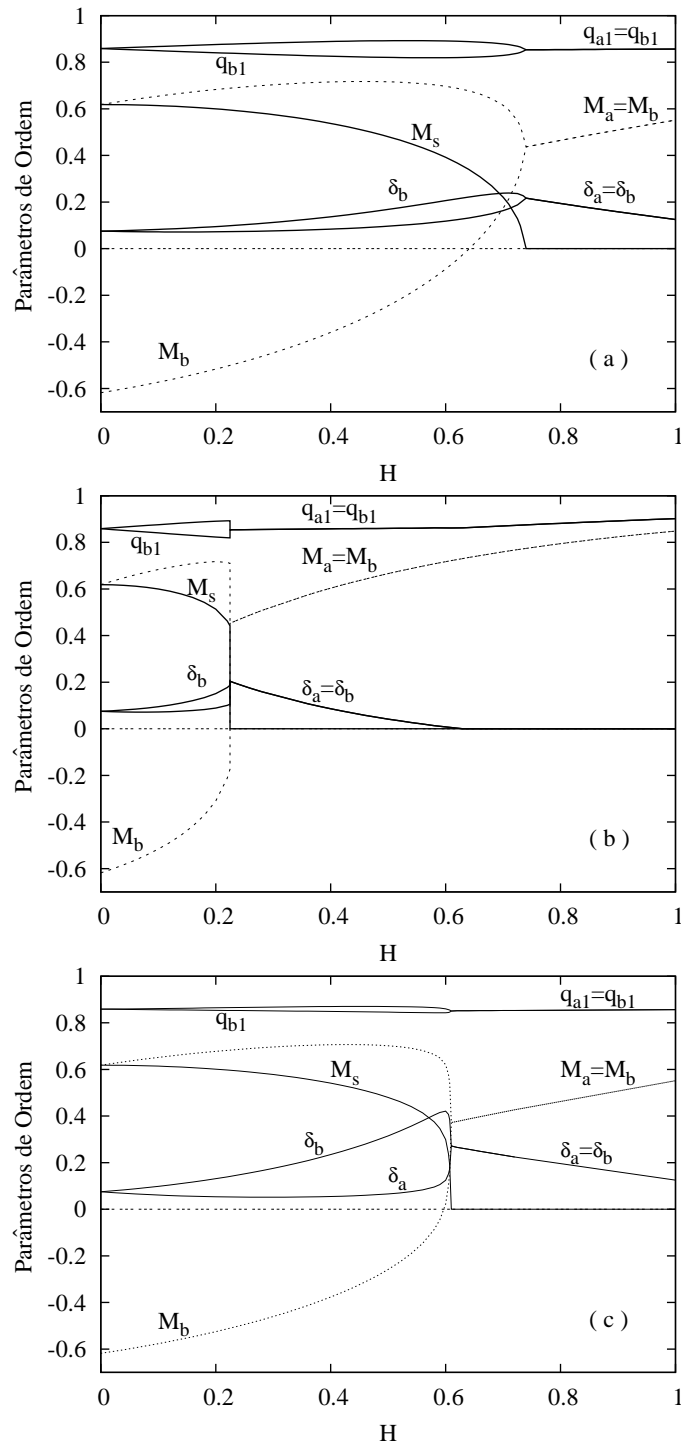 1
0.8
0.6
0.4
0.2
0
-0.2
-0.4
-0.6
Parâmetros de Ordem
q_{a1}=q_{b1}
q_{b1}
M_a=M_b
M_s
δ_b
δ_a=δ_b
M_b
( a )
0 0.2 0.4 0.6 0.8 1
H
1
0.8
0.6
0.4
0.2
0
-0.2
-0.4
-0.6
Parâmetros de Ordem
q_{a1}=q_{b1}
q_{b1}
M_a=M_b
M_s
δ_b
δ_a=δ_b
M_b
( b )
0 0.2 0.4 0.6 0.8 1
H
1
0.8
0.6
0.4
0.2
0
-0.2
-0.4
-0.6
Parâmetros de Ordem
q_{a1}=q_{b1}
q_{b1}
M_a=M_b
M_s
δ_b
δ_a=δ_b
δ_a
M_b
( c )
0 0.2 0.4 0.6 0.8 1
H